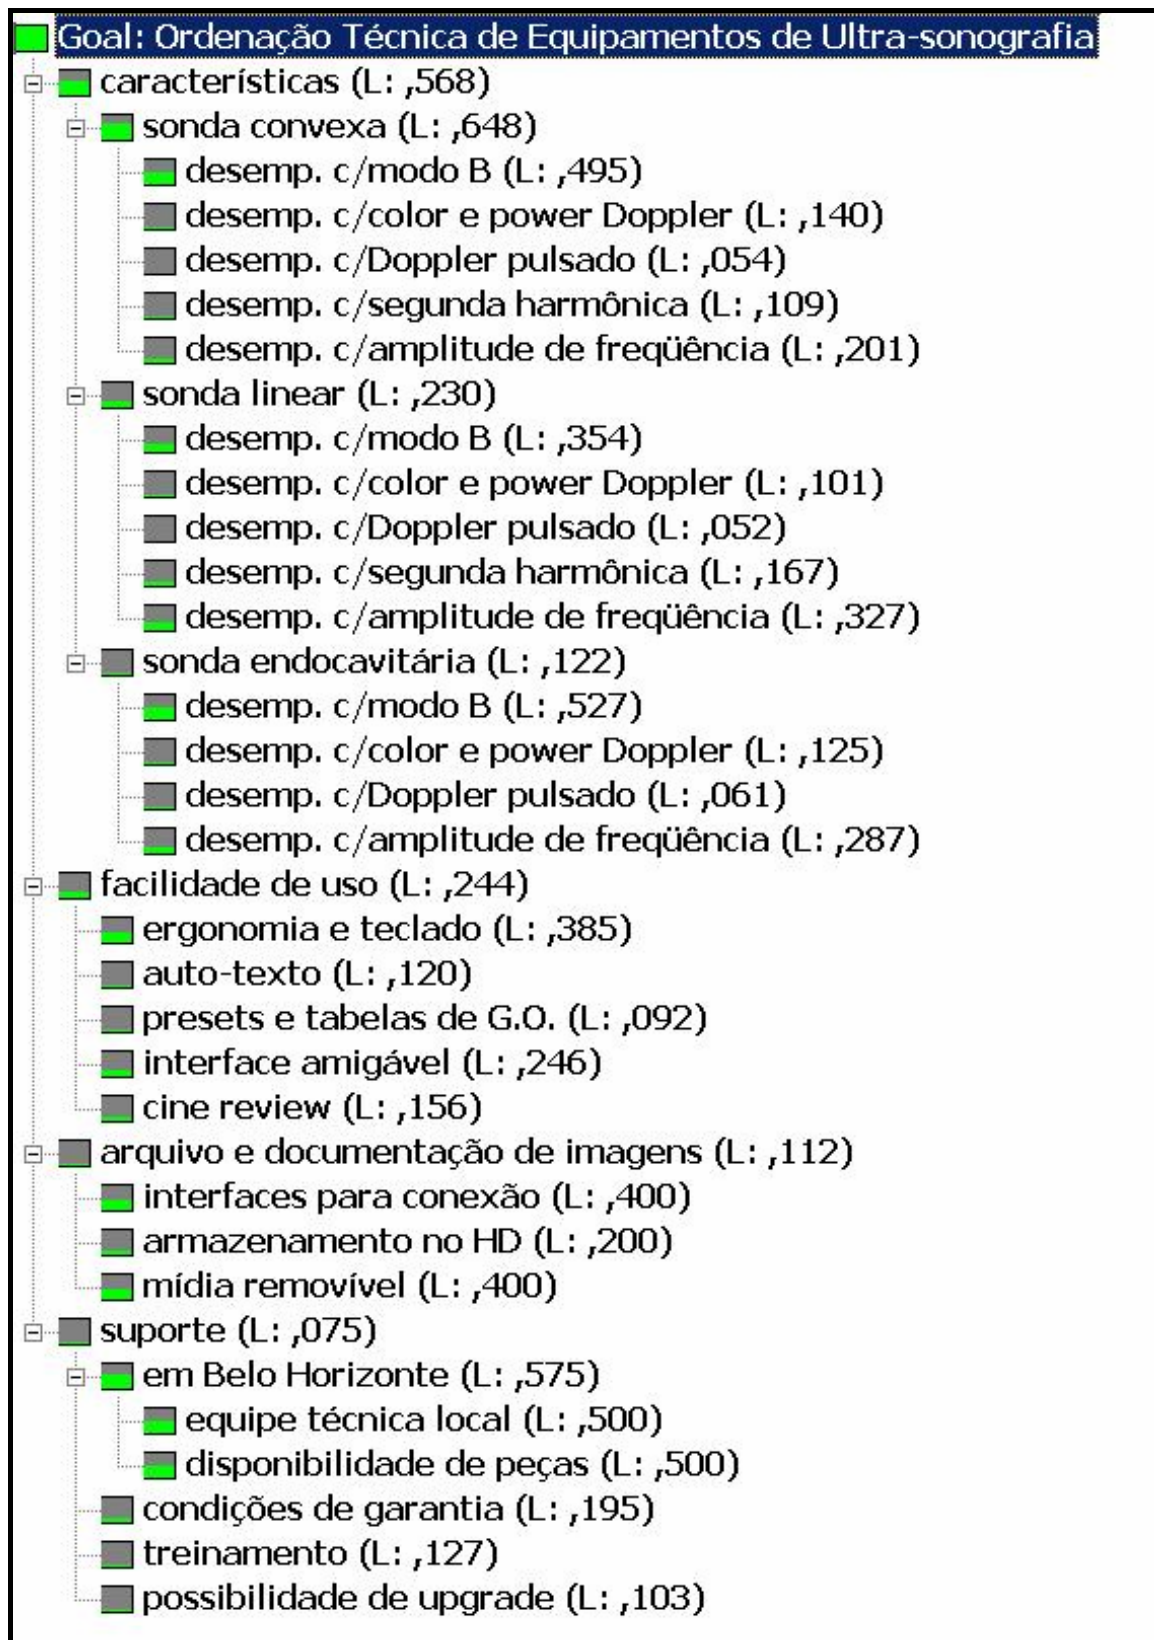 Goal: Ordenação Técnica de Equipamentos de Ultra-sonografia
características (L: ,568)
sonda convexa (L: ,648)
desemp. c/modo B (L: ,495)
desemp. c/color e power Doppler (L: ,140)
desemp. c/Doppler pulsado (L: ,054)
desemp. c/segunda harmônica (L: ,109)
desemp. c/amplitude de freqüência (L: ,201)
sonda linear (L: ,230)
desemp. c/modo B (L: ,354)
desemp. c/color e power Doppler (L: ,101)
desemp. c/Doppler pulsado (L: ,052)
desemp. c/segunda harmônica (L: ,167)
desemp. c/amplitude de freqüência (L: ,327)
sonda endocavitária (L: ,122)
desemp. c/modo B (L: ,527)
desemp. c/color e power Doppler (L: ,125)
desemp. c/Doppler pulsado (L: ,061)
desemp. c/amplitude de freqüência (L: ,287)
facilidade de uso (L: ,244)
ergonomia e teclado (L: ,385)
auto-texto (L: ,120)
presets e tabelas de G.O. (L: ,092)
interface amigável (L: ,246)
cine review (L: ,156)
arquivo e documentação de imagens (L: ,112)
interfaces para conexão (L: ,400)
armazenamento no HD (L: ,200)
mídia removível (L: ,400)
suporte (L: ,075)
em Belo Horizonte (L: ,575)
equipe técnica local (L: ,500)
disponibilidade de peças (L: ,500)
condições de garantia (L: ,195)
treinamento (L: ,127)
possibilidade de upgrade (L: ,103)